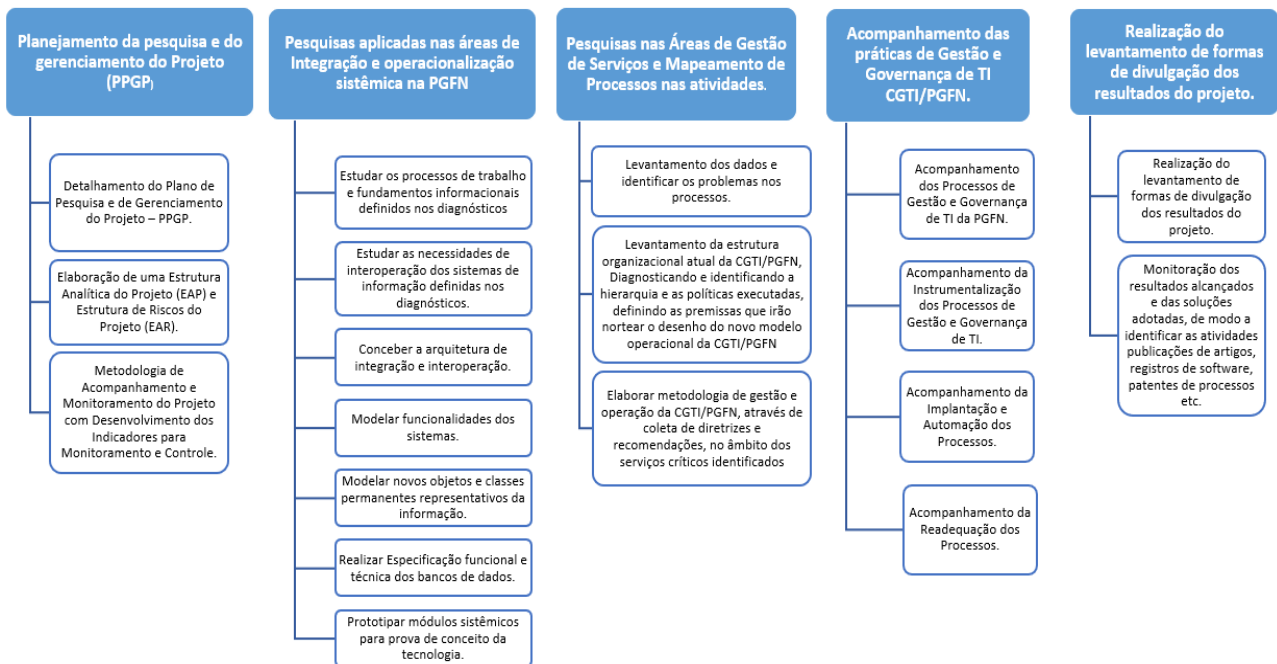 Planejamento da pesquisa e do
gerenciamento do Projeto
(PPGP)
Detalhamento do Plano de
Pesquisa e de Gerenciamento
do Projeto – PPGP.
Elaboração de uma Estrutura
Analítica do Projeto (EAP) e
Estrutura de Riscos do
Projeto (EAR).
Metodologia de
Acompanhamento e
Monitoramento do Projeto
com Desenvolvimento dos
Indicadores para
Monitoramento e Controle.
Pesquisas aplicadas nas áreas de
Integração e operacionalização
sistêmica na PGFN
Estudar os processos de trabalho
e fundamentos informacionais
definidos nos diagnósticos
Estudar as necessidades de
interoperação dos sistemas de
informação definidas nos
diagnósticos.
Conceber a arquitetura de
integração e interoperação.
Modelar funcionalidades dos
sistemas.
Modelar novos objetos e classes
permanentes representativos da
informação.
Realizar Especificação funcional e
técnica dos bancos de dados.
Prototipar módulos sistêmicos
para prova de conceito da
tecnologia.
Pesquisas nas Áreas de Gestão
de Serviços e Mapeamento de
Processos nas atividades.
Levantamento dos dados e
identificar os problemas nos
processos.
Levantamento da estrutura
organizacional atual da CGTI/PGFN,
Diagnosticando e identificando a
hierarquia e as políticas executadas,
definindo as premissas que irão
nortear o desenho do novo modelo
operacional da CGTI/PGFN
Elaborar metodologia de gestão e
operação da CGTI/PGFN, através de
coleta de diretrizes e
recomendações, no âmbito dos
serviços críticos identificados
Acompanhamento das
práticas de Gestão e
Governança de TI
CGTI/PGFN.
Acompanhamento
dos Processos de
Gestão e Governança
de TI da PGFN.
Acompanhamento da
Instrumentalização
dos Processos de
Gestão e Governança
de TI.
Acompanhamento da
Implantação e
Automação dos
Processos.
Acompanhamento da
Readequação dos
Processos.
Realização do
levantamento de formas
de divulgação dos
resultados do projeto.
Realização do
levantamento de
formas de divulgação
dos resultados do
projeto.
Monitoração dos
resultados alcançados
e das soluções
adotadas, de modo a
identificar as atividades
publicações de artigos,
registros de software,
patentes de processos
etc.